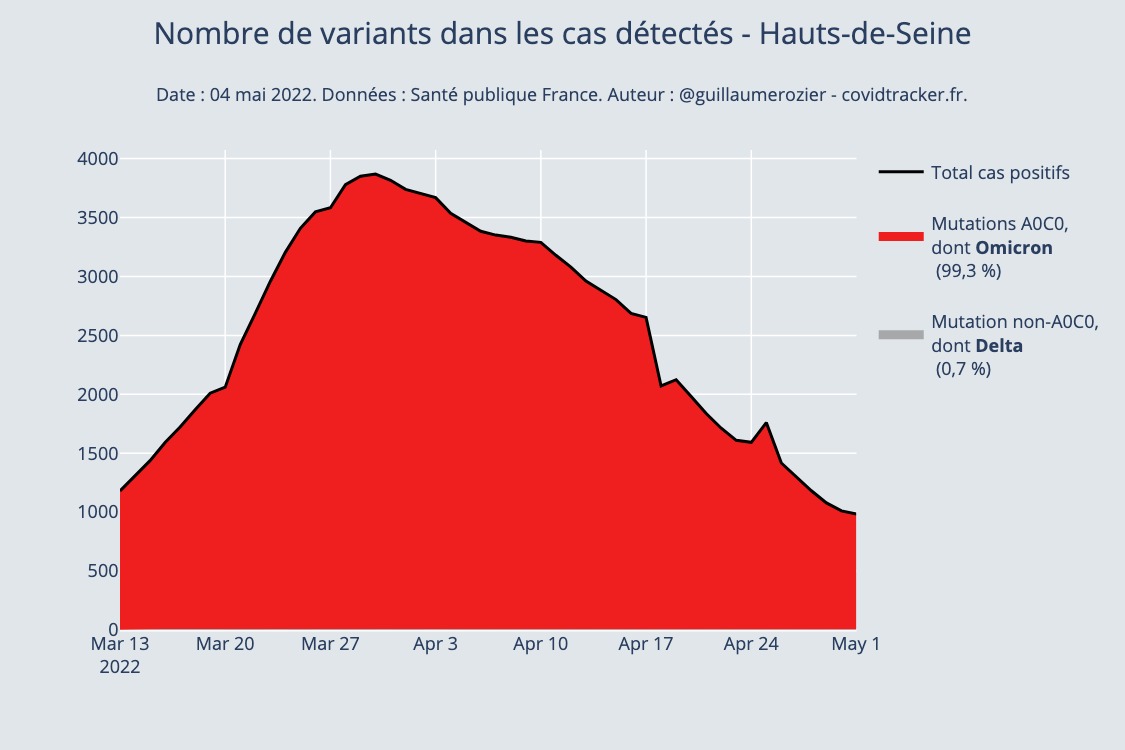 Nombre de variants dans les cas détectés - Hauts-de-Seine
Date : 04 mai 2022. Données : Santé publique France. Auteur : @guillaumerozier - covidtracker.fr.
4000
3500
3000
2500
2000
1500
1000
500
0
Mar 13
2022
Mar 20
Mar 27
Apr 3
Apr 10
Apr 17
Apr 24
May 1
Total cas positifs
Mutations A0C0,
dont Omicron
(99,3 %)
Mutation non-A0C0,
dont Delta
(0,7 %)